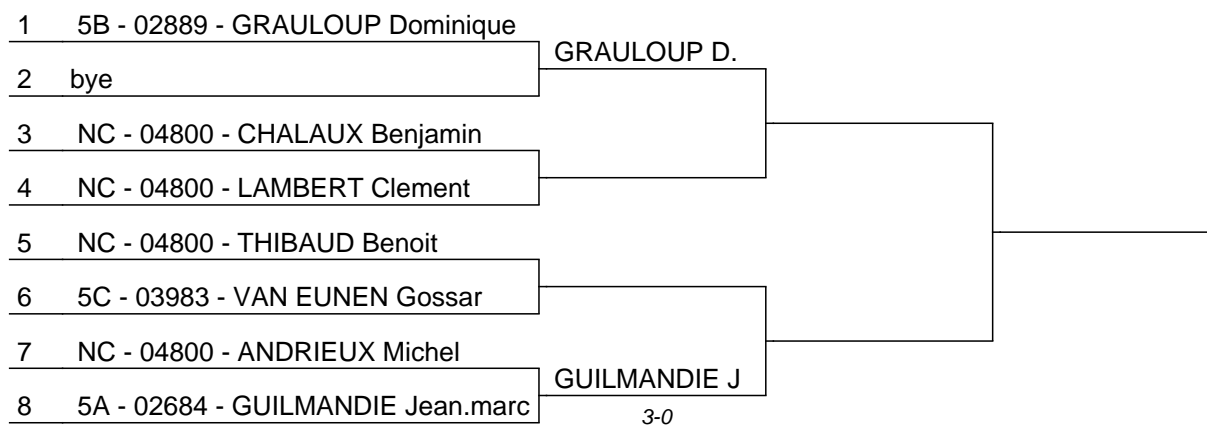 1 5B - 02889 - GRAULOUP Dominique
GRAULOUP D.
2 bye
3 NC - 04800 - CHALAUX Benjamin
4 NC - 04800 - LAMBERT Clement
5 NC - 04800 - THIBAUD Benoit
6 5C - 03983 - VAN EUNEN Gossar
7 NC - 04800 - ANDRIEUX Michel
GUILMANDIE J
8 5A - 02684 - GUILMANDIE Jean.marc
3-0